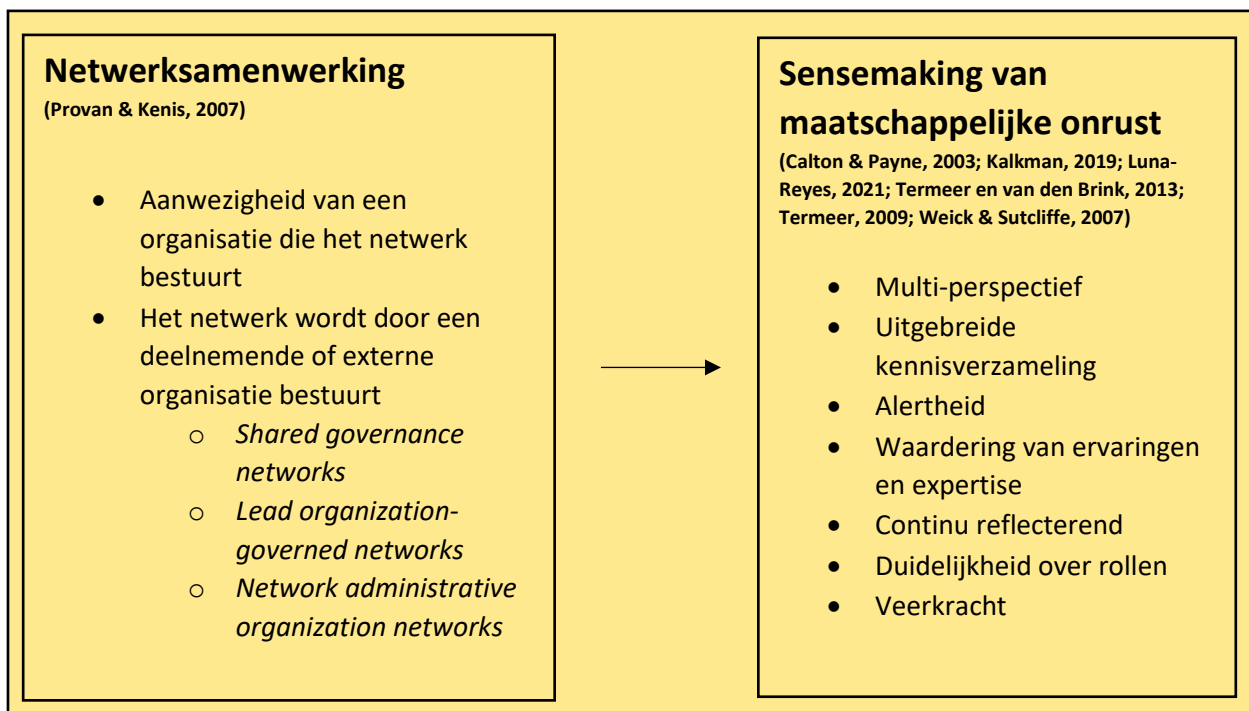 Netwerksamenwerking
(Provan & Kenis, 2007)
• Aanwezigheid van een
organisatie die het netwerk
bestuurt
• Het netwerk wordt door een
deelnemende of externe
organisatie bestuurt
o Shared governance
networks
o Lead organization-
governed networks
o Network administrative
organization networks
Sensemaking van
maatschappelijke onrust
(Calton & Payne, 2003; Kalkman, 2019; Luna-
Reyes, 2021; Termeer en van den Brink, 2013;
Termeer, 2009; Weick & Sutcliffe, 2007)
• Multi-perspectief
• Uitgebreide
kennisverzameling
• Alertheid
• Waardering van ervaringen
en expertise
• Continu reflecterend
• Duidelijkheid over rollen
• Veerkracht